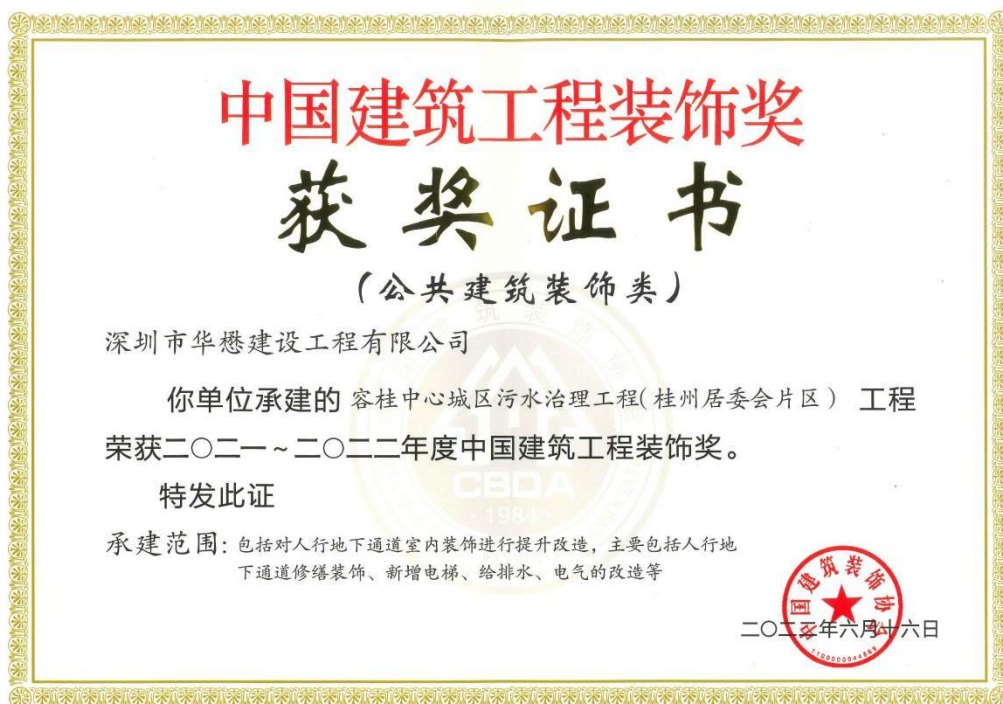 中国建筑工程装饰奖
获奖证书
(公共建筑装饰类)
深圳市华懋建设工程有限公司
你单位承建的 容桂中心城区污水治理工程(桂州居委会片区) 工程
荣获二〇二一~二〇二二年度中国建筑工程装饰奖。
特发此证
承建范围:包括对人行地下通道室内装饰进行提升改造,主要包括人行地
下通道修缮装饰、新增电梯、给排水、电气的改造等
CBDA
·1984·
中国建筑装饰协会
二〇二三年六月十六日